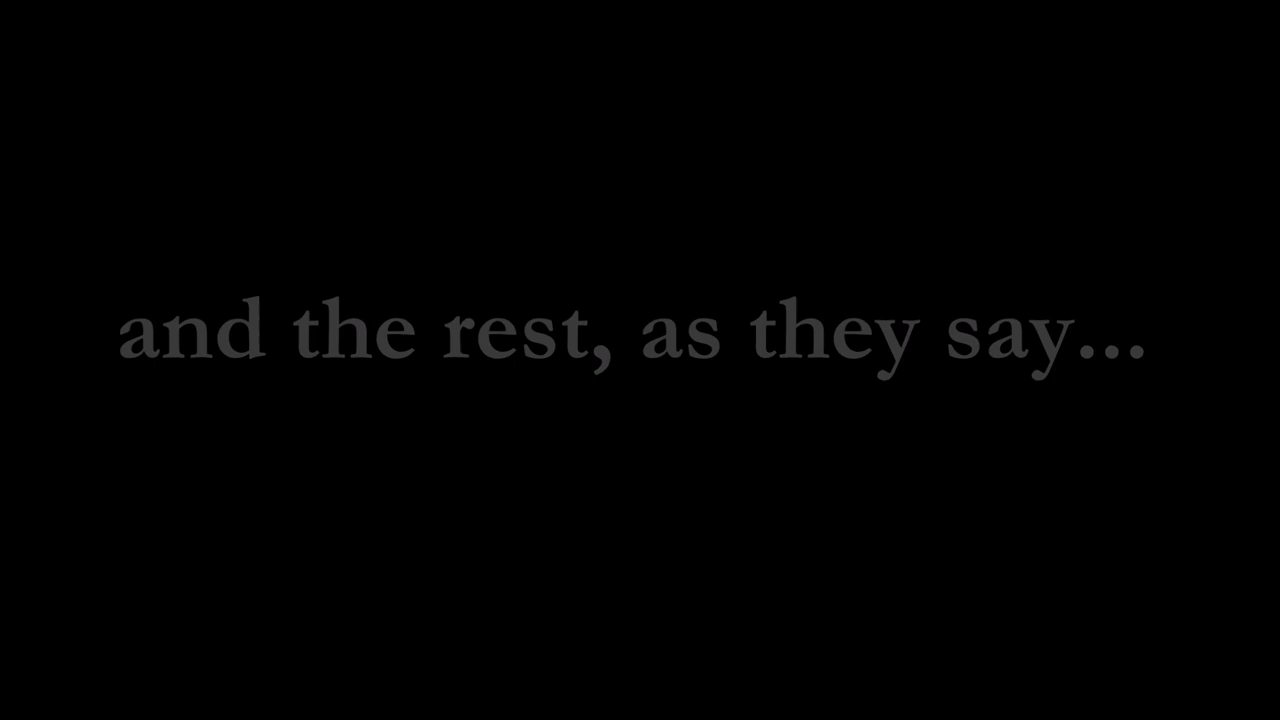 and the rest, as they say...